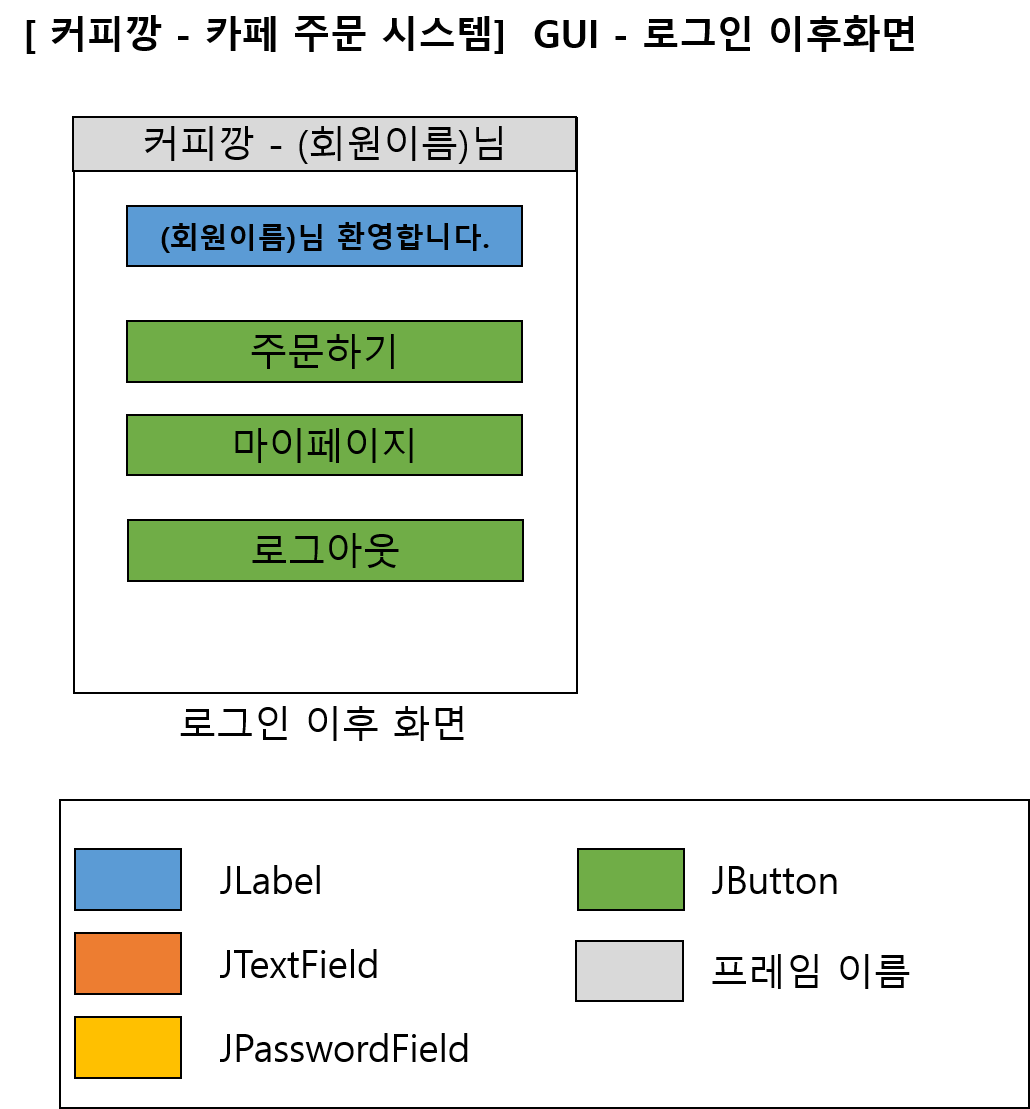 [ 커피깡 - 카페 주문 시스템]  GUI - 로그인 이후화면
커피깡 - (회원이름)님
(회원이름)님 환영합니다.
주문하기
마이페이지
로그아웃
로그인 이후 화면
JLabel
JButton
JTextField
프레임 이름
JPasswordField